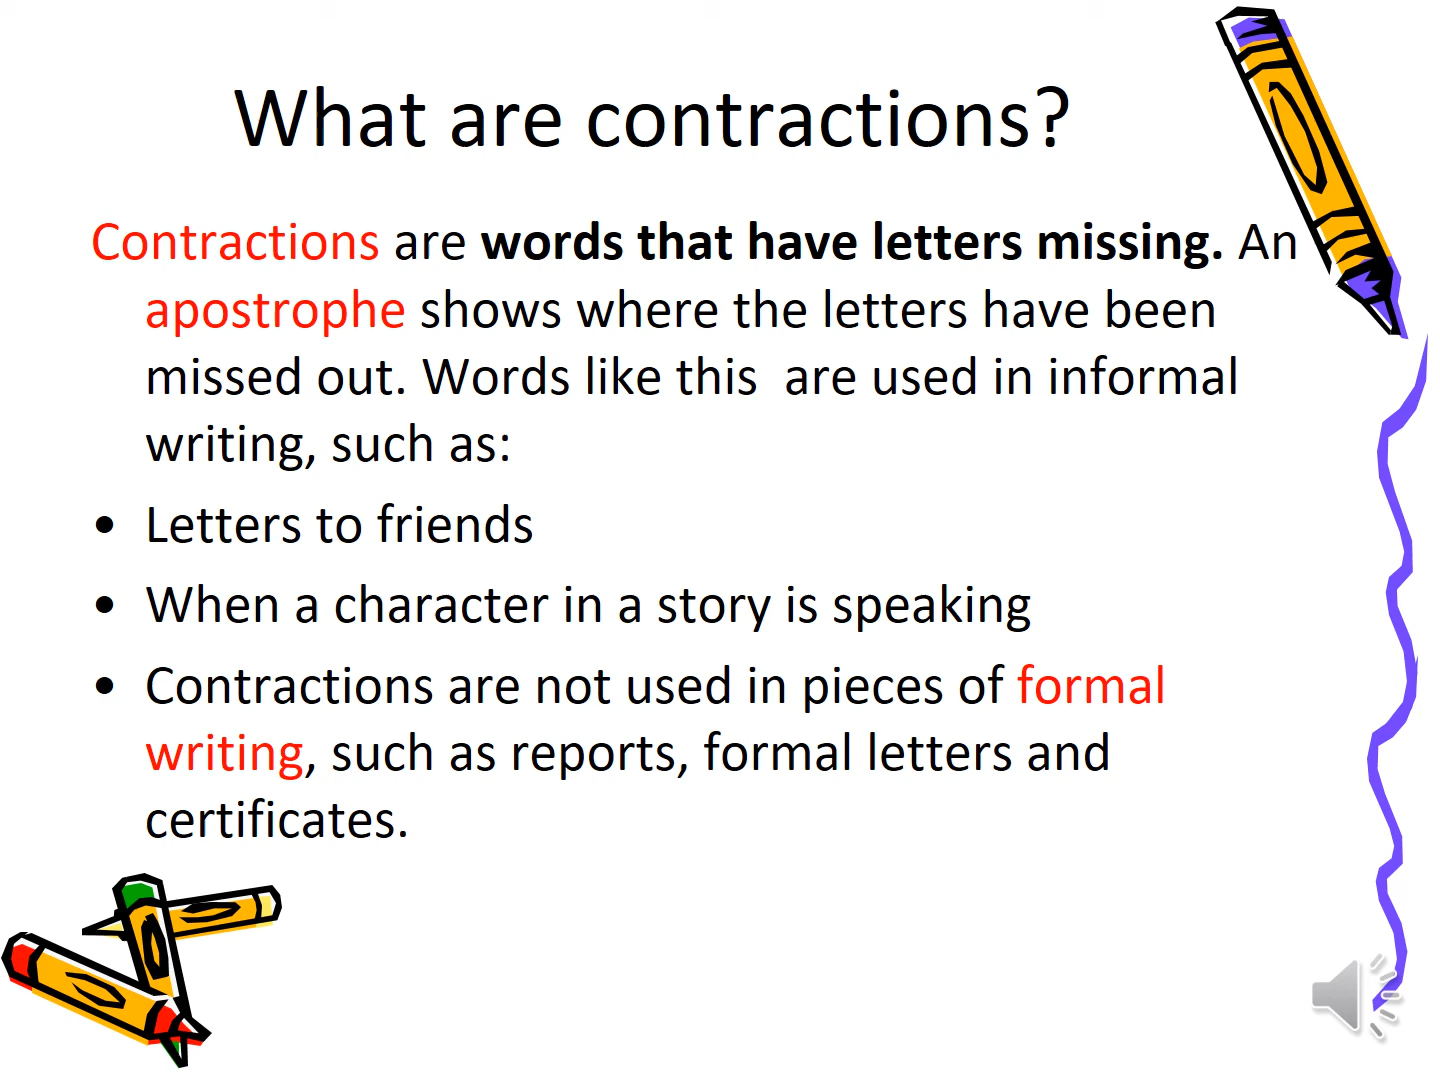 What are contractions?
Contractions are words that have letters missing. An
apostrophe shows where the letters have been
missed out. Words like this  are used in informal
writing, such as:
• Letters to friends
• When a character in a story is speaking
• Contractions are not used in pieces of formal
writing, such as reports, formal letters and
certificates.